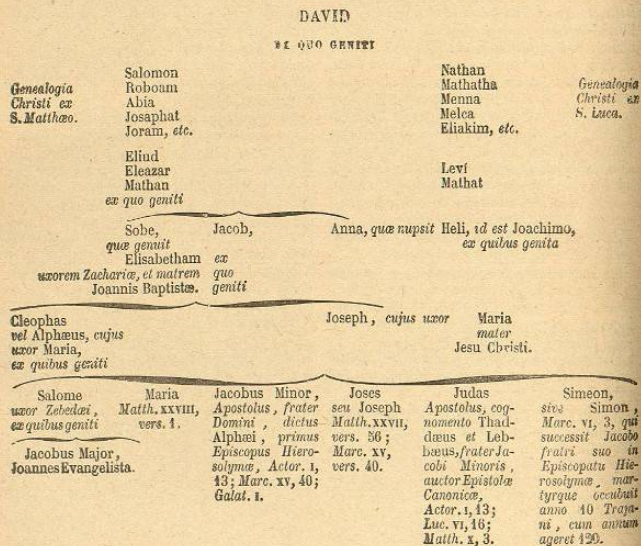 DAVID
EX QUO GENITI
Genealogia
Christi ex
S. Matthæo.
Salomon
Roboam
Abia
Josaphat
Joram, etc.
Nathan
Mathatha
Menna
Melca
Eliakim, etc.
Genealogia
Christi ex
S. Luca.
Eliud
Eleazar
Mathan
ex quo geniti
Levi
Mathat
Sobe,
quæ genuit
Elisabetham
uxorem Zachariæ, et matrem
Joannis Baptistæ.
Jacob,
ex
quo
geniti
Anna, quæ nupsit Heli, id est Joachimo,
ex quibus genita
Cleophas
vel Alphæus, cujus
uxor Maria,
ex quibus geniti
Joseph, cujus uxor Maria
mater
Jesu Christi.
Salome
uxor Zebedæi,
ex quibus geniti
Jacobus Major,
Joannes Evangelista.
Maria
Matth. XXVIII,
vers. 1.
Jacobus Minor,
Apostolus, frater
Domini, dictus
Alphæi, primus
Episcopus Hiero-
solymæ, Actor. I,
13; Marc. XV, 40;
Galat. I.
Joses
seu Joseph
Matth. XXVII,
vers. 56;
Marc. XV,
vers. 40.
Judas
Apostolus, cog-
nomento Thad-
dæus et Leb-
bæus, frater Ja-
cobi Minoris,
auctor Epistolæ
Canonicæ,
Actor. I, 13;
Luc. VI, 16;
Matth. X, 3.
Simeon,
sive Simon,
Marc. VI, 3, qui
successit Jacobo
fratri suo in
Episcopatu Hie-
rosolymæ, mar-
tyrque occubuit
anno 10 Traja-
ni, cum annum
ageret 120.